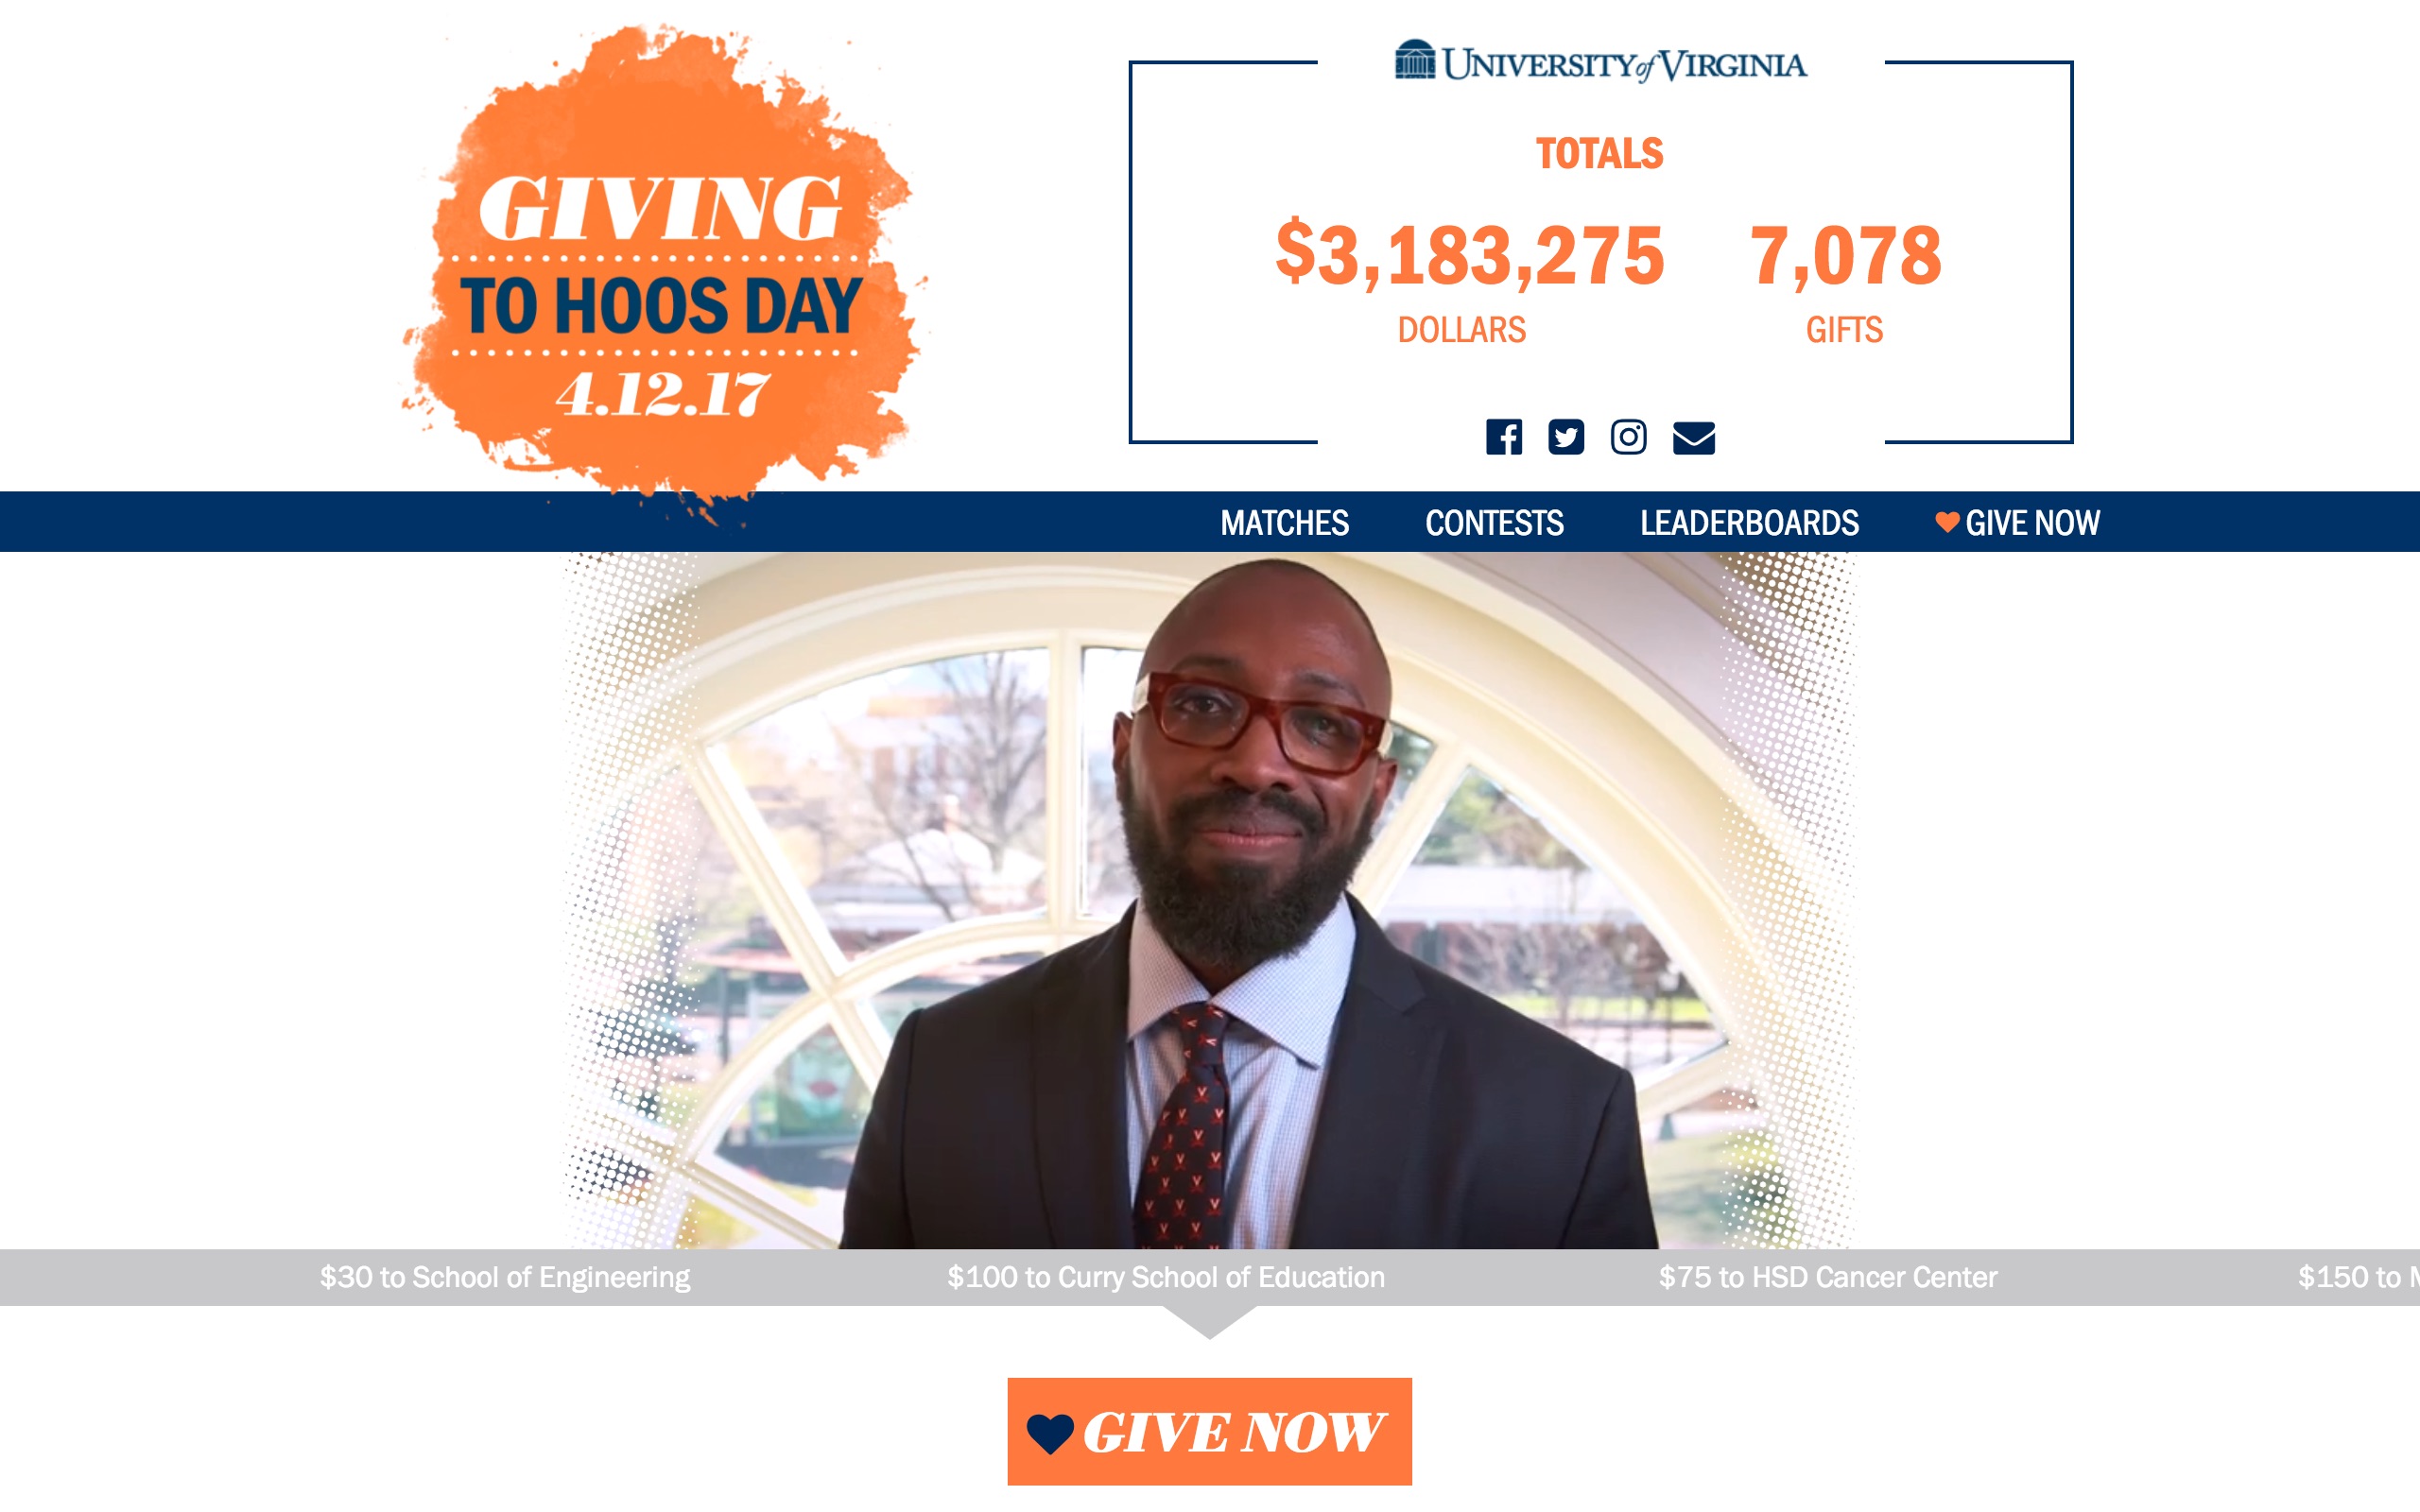 GIVING
TO HOOS DAY
4.12.17
UNIVERSITY of VIRGINIA
TOTALS
$3,183,275 7,078
DOLLARS GIFTS
MATCHES CONTESTS LEADERBOARDS GIVE NOW
$30 to School of Engineering $100 to Curry School of Education $75 to HSD Cancer Center $150 to
GIVE NOW